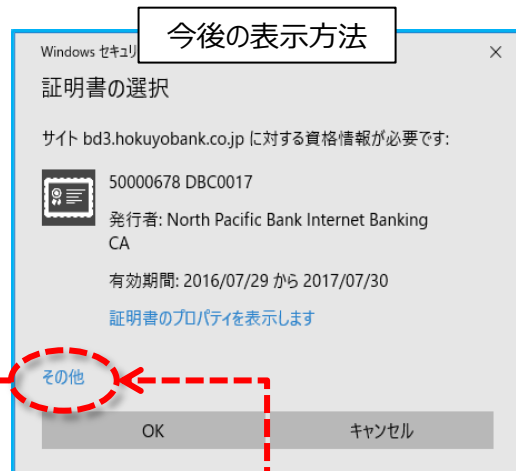 今後の表示方法
Windows セキュリ
×
証明書の選択
サイト bd3.hokuyobank.co.jp に対する資格情報が必要です:
50000678 DBC0017
発行者: North Pacific Bank Internet Banking
CA
有効期間: 2016/07/29 から 2017/07/30
証明書のプロパティを表示します
その他
OK
キャンセル